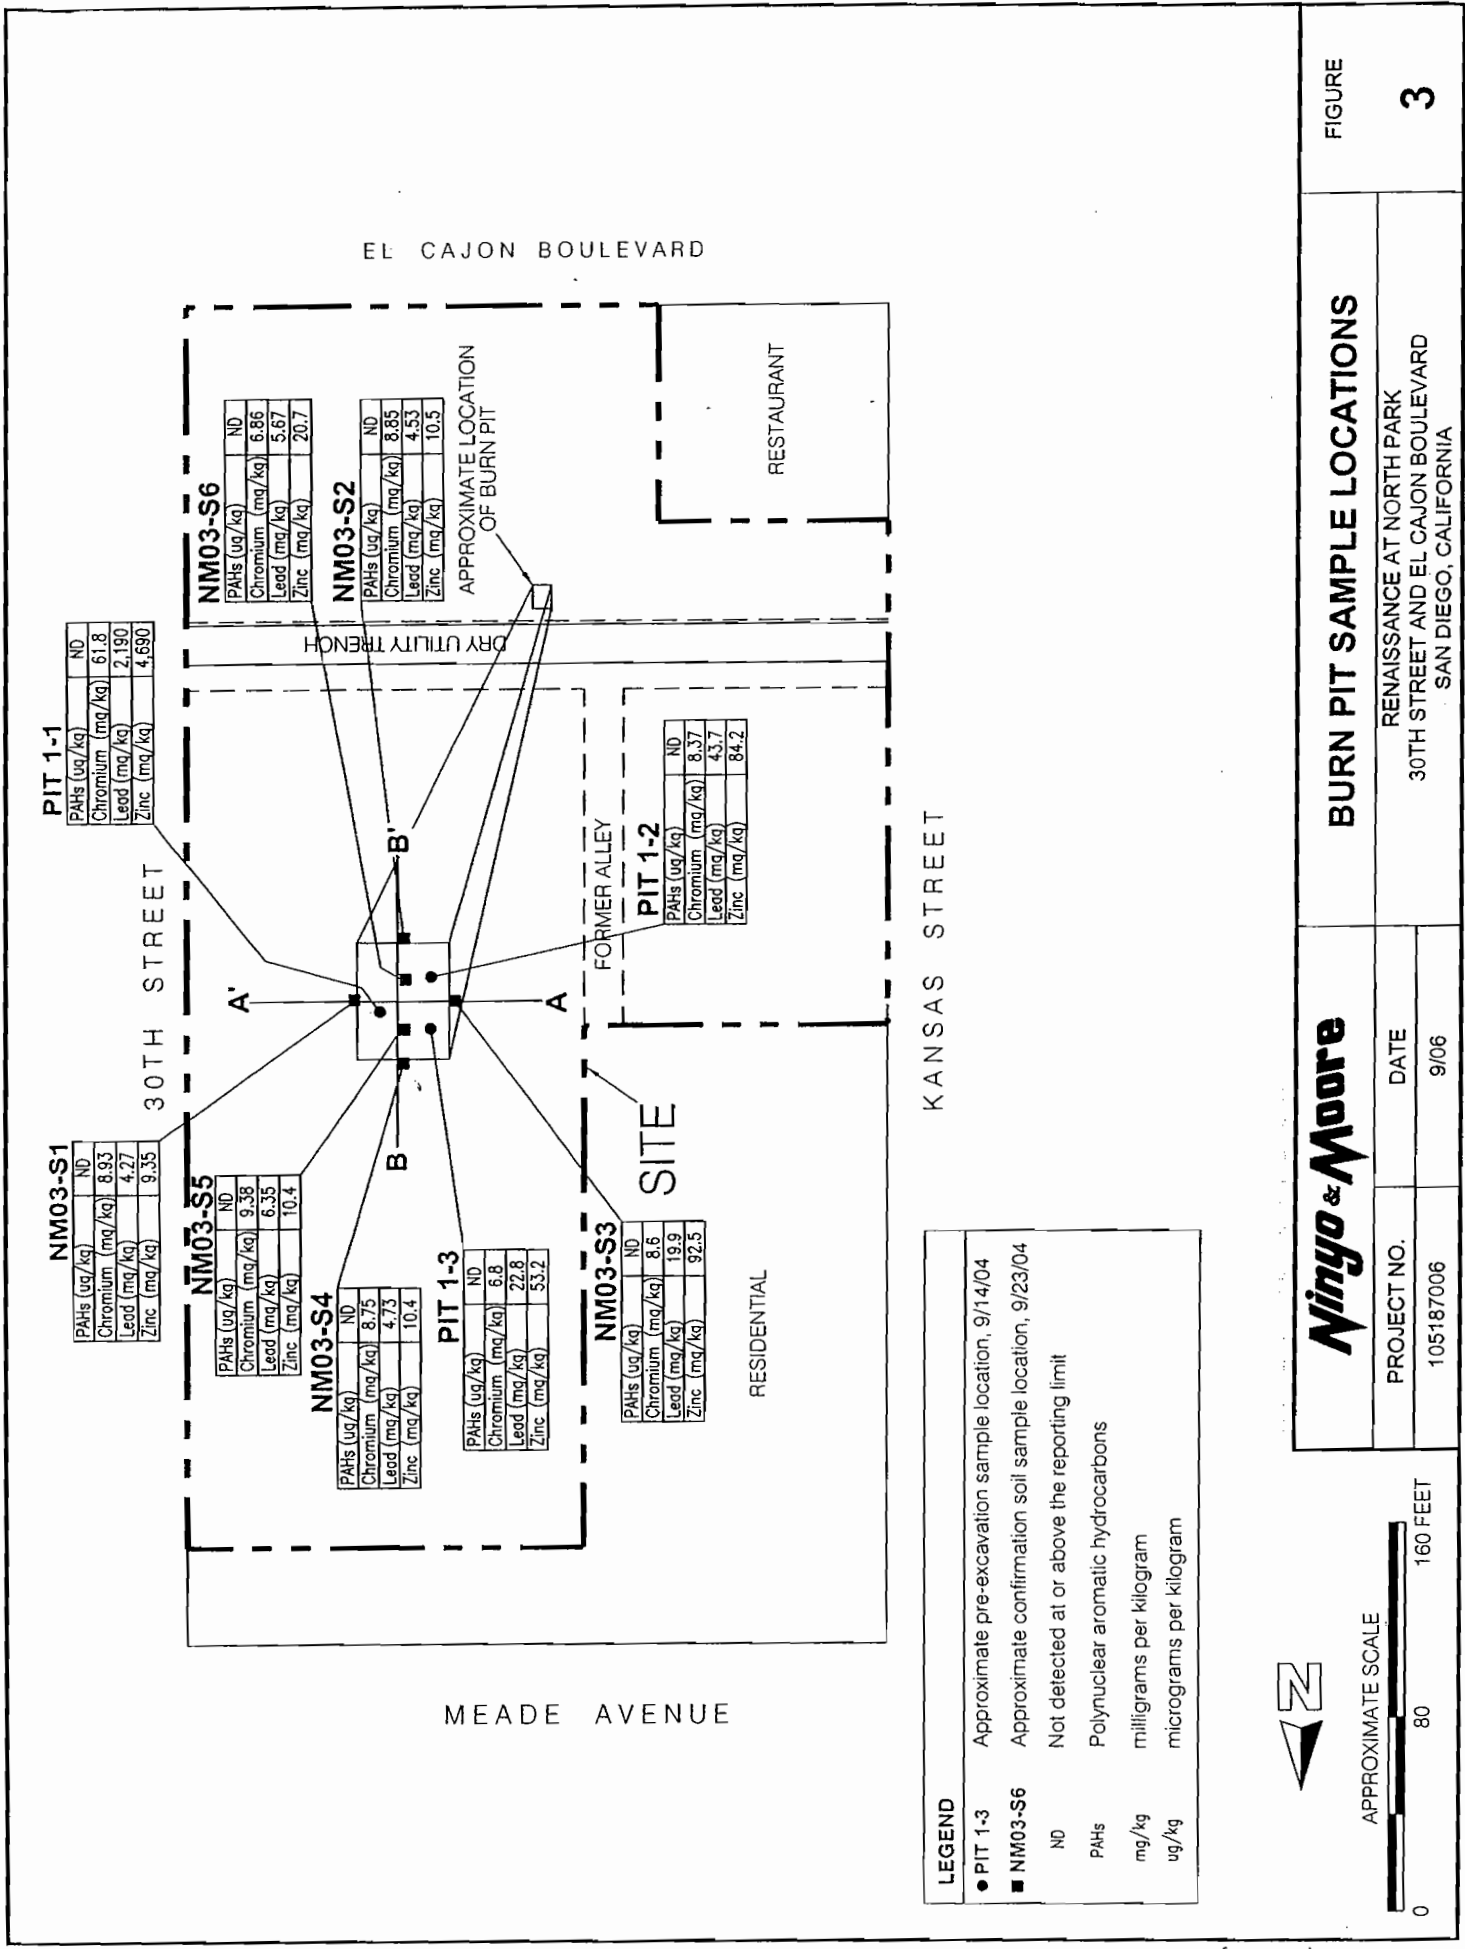 EL CAJON BOULEVARD
30TH STREET
KANSAS STREET
MEADE AVENUE
PIT 1-1
PAHs (ug/kg) ND
Chromium (mg/kg) 61.8
Lead (mg/kg) 2,190
Zinc (mg/kg) 4,690
NM03-S6
PAHs (ug/kg) ND
Chromium (mg/kg) 6.86
Lead (mg/kg) 5.67
Zinc (mg/kg) 20.7
NM03-S2
PAHs (ug/kg) ND
Chromium (mg/kg) 8.85
Lead (mg/kg) 4.53
Zinc (mg/kg) 10.5
APPROXIMATE LOCATION
OF BURN PIT
RESTAURANT
DRY UTILITY TRENCH
FORMER ALLEY
PIT 1-2
PAHs (ug/kg) ND
Chromium (mg/kg) 8.37
Lead (mg/kg) 43.7
Zinc (mg/kg) 84.2
A'
A
B'
B
NM03-S1
PAHs (ug/kg) ND
Chromium (mg/kg) 8.93
Lead (mg/kg) 4.27
Zinc (mg/kg) 9.35
NM03-S5
PAHs (ug/kg) ND
Chromium (mg/kg) 9.38
Lead (mg/kg) 6.35
Zinc (mg/kg) 10.4
NM03-S4
PAHs (ug/kg) ND
Chromium (mg/kg) 8.75
Lead (mg/kg) 4.73
Zinc (mg/kg) 10.4
PIT 1-3
PAHs (ug/kg) ND
Chromium (mg/kg) 6.8
Lead (mg/kg) 22.8
Zinc (mg/kg) 53.2
NM03-S3
PAHs (ug/kg) ND
Chromium (mg/kg) 8.6
Lead (mg/kg) 19.9
Zinc (mg/kg) 92.5
SITE
RESIDENTIAL
LEGEND
PIT 1-3 Approximate pre-excavation sample location, 9/14/04
NM03-S6 Approximate confirmation soil sample location, 9/23/04
ND Not detected at or above the reporting limit
PAHs Polynuclear aromatic hydrocarbons
mg/kg milligrams per kilogram
ug/kg micrograms per kilogram
N
APPROXIMATE SCALE
0 80 160 FEET
Ninyo & Moore
PROJECT NO. DATE
105187006 9/06
BURN PIT SAMPLE LOCATIONS
RENAISSANCE AT NORTH PARK
30TH STREET AND EL CAJON BOULEVARD
SAN DIEGO, CALIFORNIA
FIGURE
3